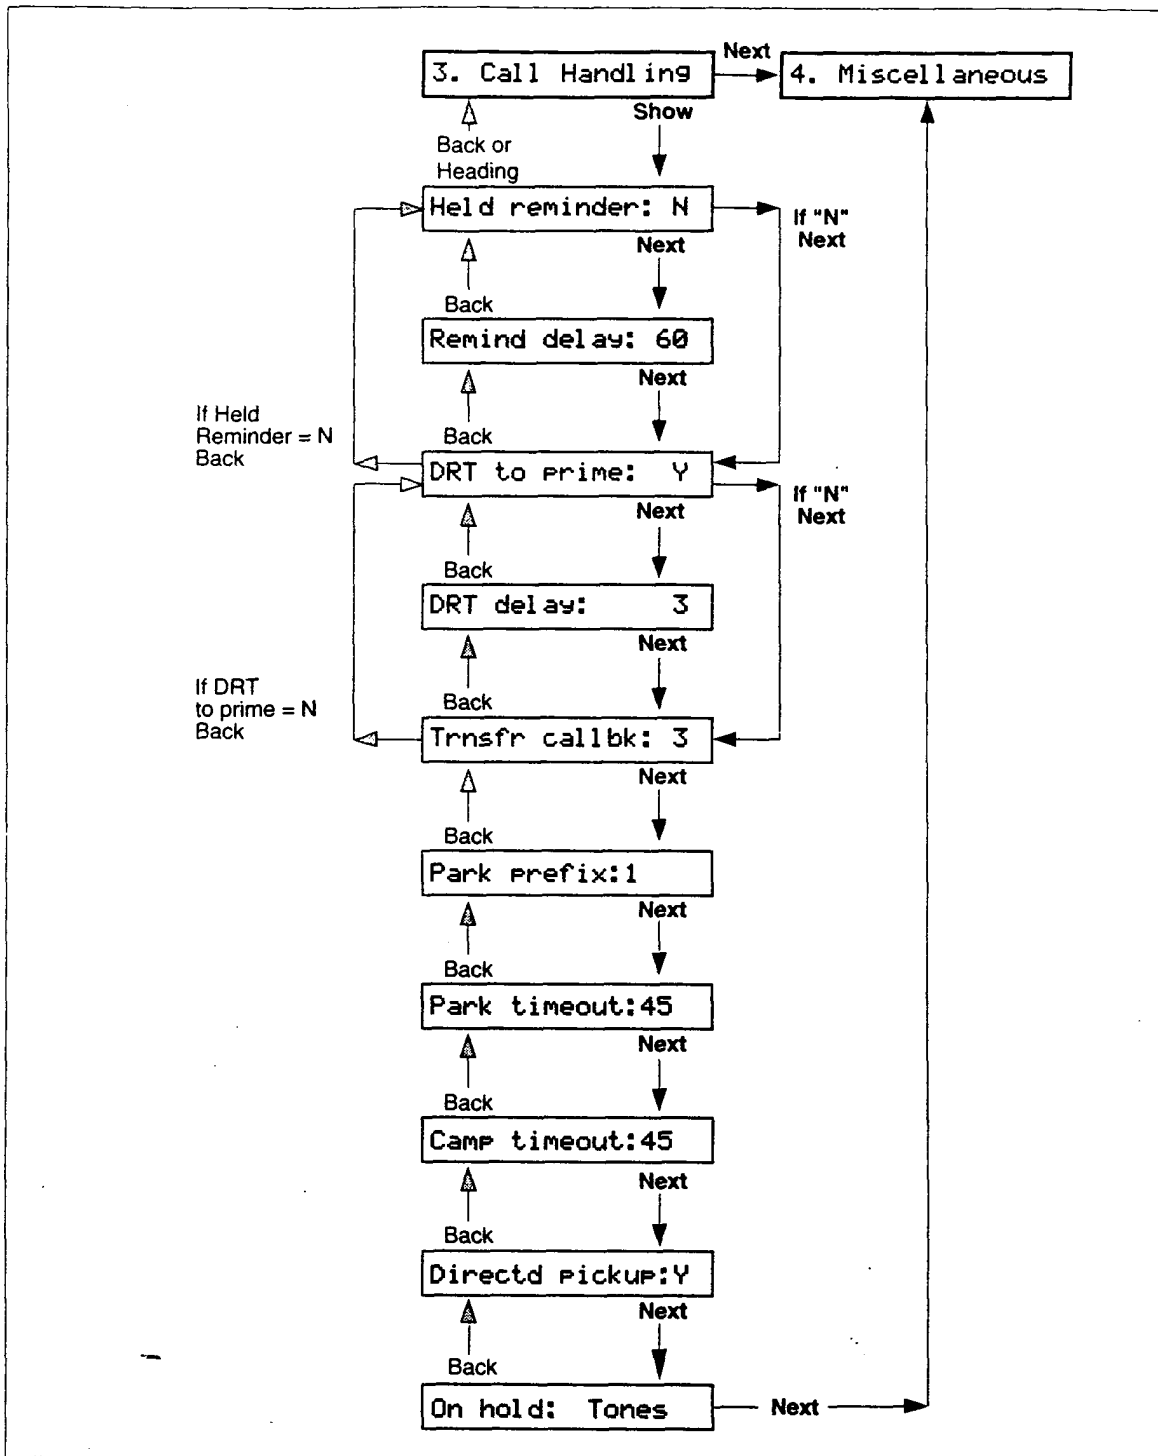 Next
3. Call Handling
4. Miscellaneous
Show
Back or
Heading
Held reminder: N
If "N"
Next
Next
Back
Remind delay: 60
Next
If Held
Reminder = N
Back
Back
DRT to prime: Y
If "N"
Next
Next
Back
DRT delay: 3
Next
If DRT
to prime = N
Back
Back
Trnsfr callbk: 3
Next
Back
Park prefix:1
Next
Back
Park timeout:45
Next
Back
Camp timeout:45
Next
Back
Directd pickup:Y
Next
Back
On hold: Tones
Next